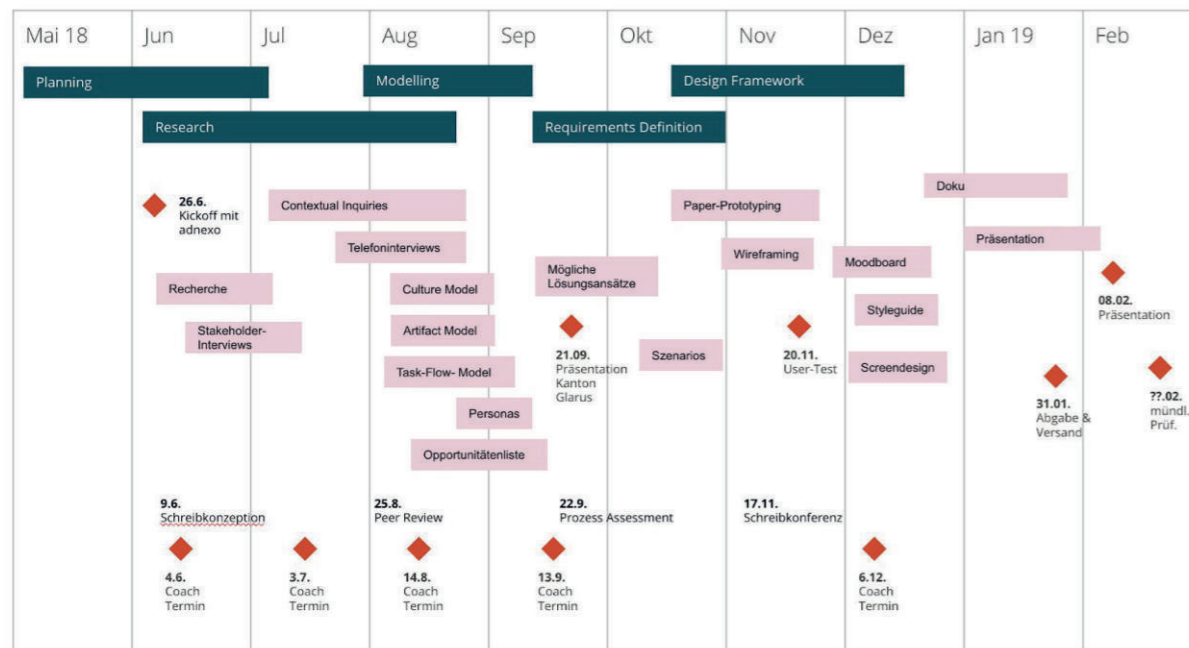 Mai 18
Jun
Jul
Aug
Sep
Okt
Nov
Dez
Jan 19
Feb
Planning
Modelling
Design Framework
Research
Requirements Definition
26.6.
Kickoff mit
adnexo
Contextual Inquiries
Telefoninterviews
Recherche
Stakeholder-
Interviews
Culture Model
Artifact Model
Task-Flow- Model
Personas
Opportunitätenliste
Mögliche
Lösungsansätze
21.09.
Präsentation
Kanton
Glarus
Szenarios
Paper-Prototyping
Wireframing
20.11.
User-Test
Doku
Präsentation
Moodboard
Styleguide
Screendesign
08.02.
Präsentation
31.01.
Abgabe &
Versand
??.02.
mündl.
Prüf.
9.6.
Schreibkonzeption
25.8.
Peer Review
22.9.
Prozess Assessment
17.11.
Schreibkonferenz
4.6.
Coach
Termin
3.7.
Coach
Termin
14.8.
Coach
Termin
13.9.
Coach
Termin
6.12.
Coach
Termin